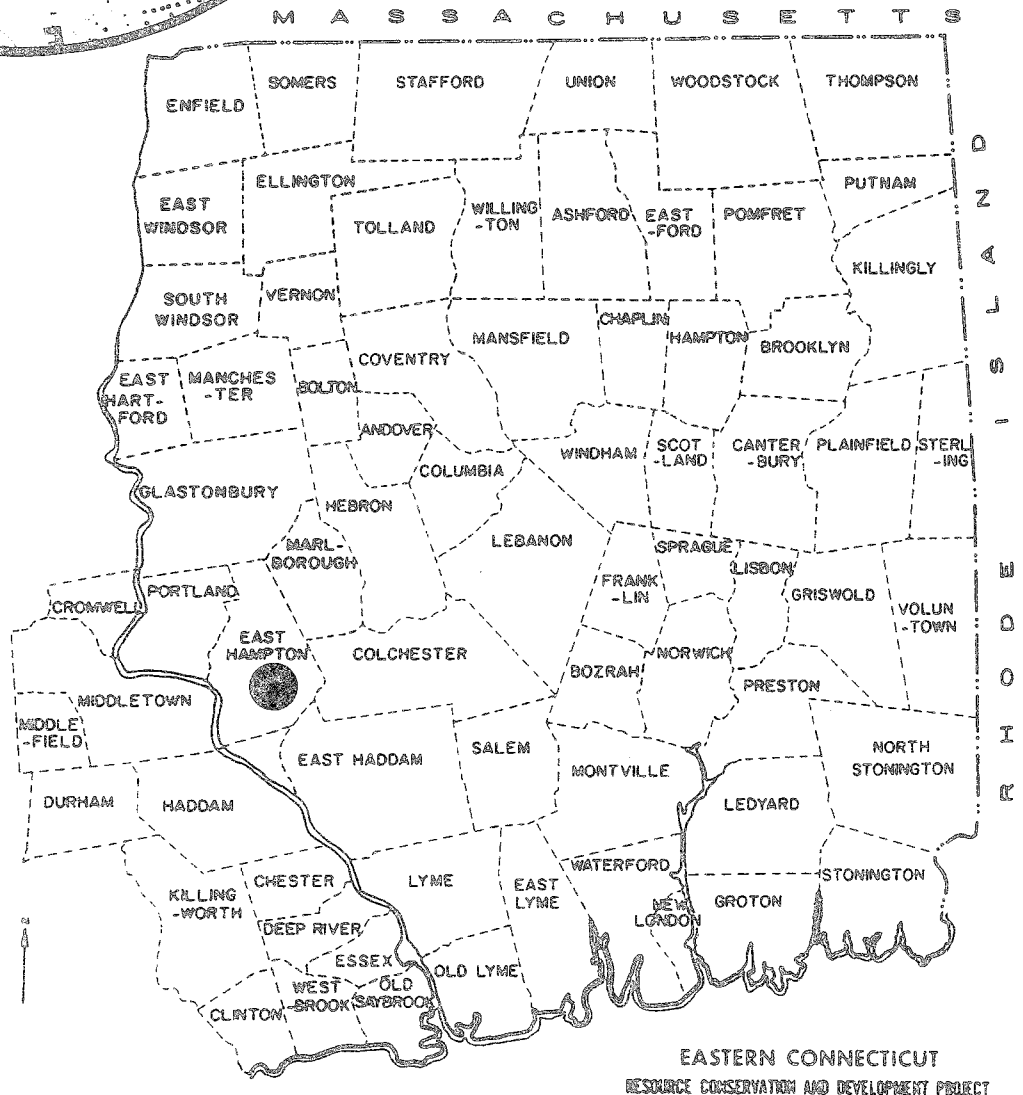 MASSACHUSETTS
SOMERS
STAFFORD
UNION
WOODSTOCK
THOMPSON
ENFIELD
ELLINGTON
PUTNAM
EAST
WINDSOR
TOLLAND
WILLING
-TON
ASHFORD
EAST
-FORD
POMFRET
KILLINGLY
SOUTH
WINDSOR
VERNON
MANSFIELD
CHAPLIN
HAMPTON
BROOKLYN
COVENTRY
EAST
HART-
FORD
MANCHES
-TER
BOLTON
ANDOVER
COLUMBIA
WINDHAM
SCOT
-LAND
CANTER
-BURY
PLAINFIELD
STERL
-ING
GLASTONBURY
HEBRON
LEBANON
MARL-
BOROUGH
SPRAGUE
LISBON
FRANK
-LIN
GRISWOLD
VOLUN
-TOWN
PORTLAND
CROMWELL
EAST
HAMPTON
COLCHESTER
BOZRAH
NORWICH
PRESTON
MIDDLETOWN
MIDDLE
-FIELD
EAST HADDAM
SALEM
MONTVILLE
NORTH
STONINGTON
DURHAM
HADDAM
LEDYARD
RHODE ISLAND
KILLING
-WORTH
CHESTER
LYME
EAST
LYME
WATERFORD
NEW
LONDON
GROTON
STONINGTON
DEEP RIVER
ESSEX
OLD LYME
WEST
-BROOK
OLD
SAYBROOK
CLINTON
EASTERN CONNECTICUT
RESOURCE CONSERVATION AND DEVELOPMENT PROJECT